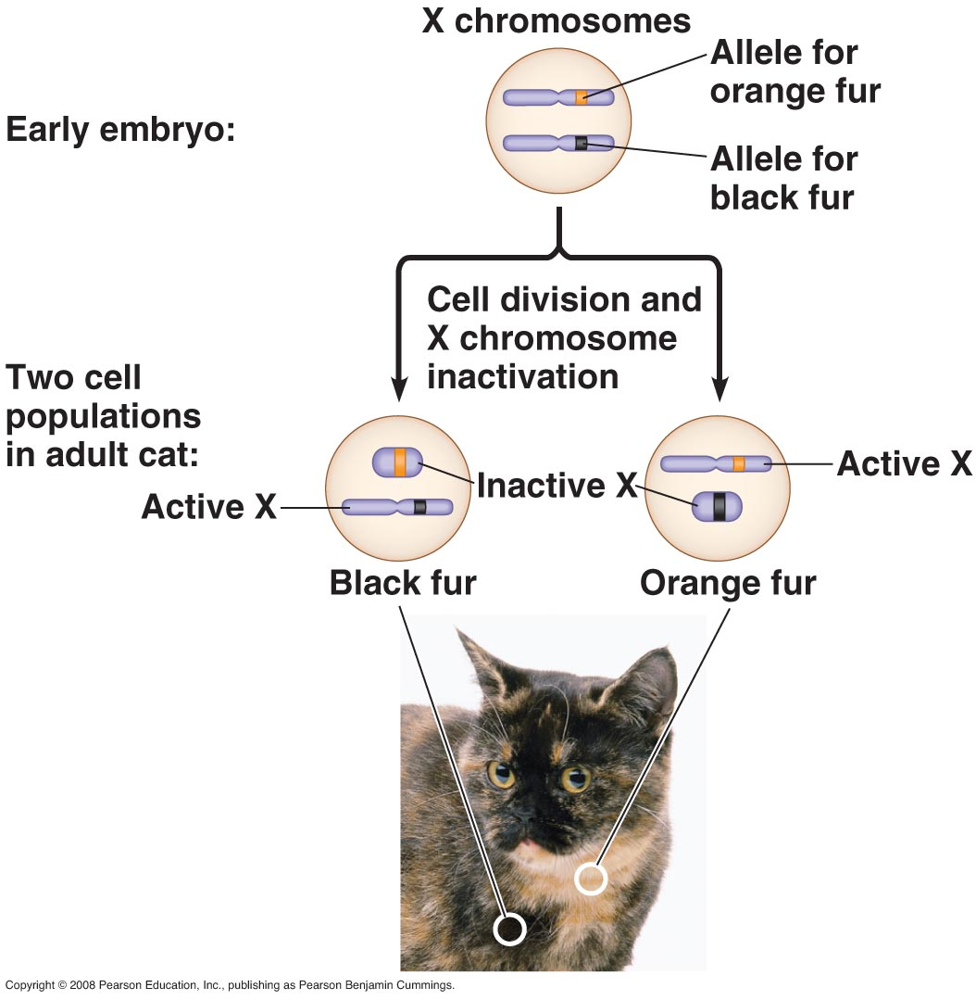 X chromosomes
Allele for
orange fur
Early embryo:
Allele for
black fur
Cell division and
X chromosome
inactivation
Two cell
populations
in adult cat:
Active X
Inactive X
Active X
Black fur
Orange fur
Copyright © 2008 Pearson Education, Inc., publishing as Pearson Benjamin Cummings.